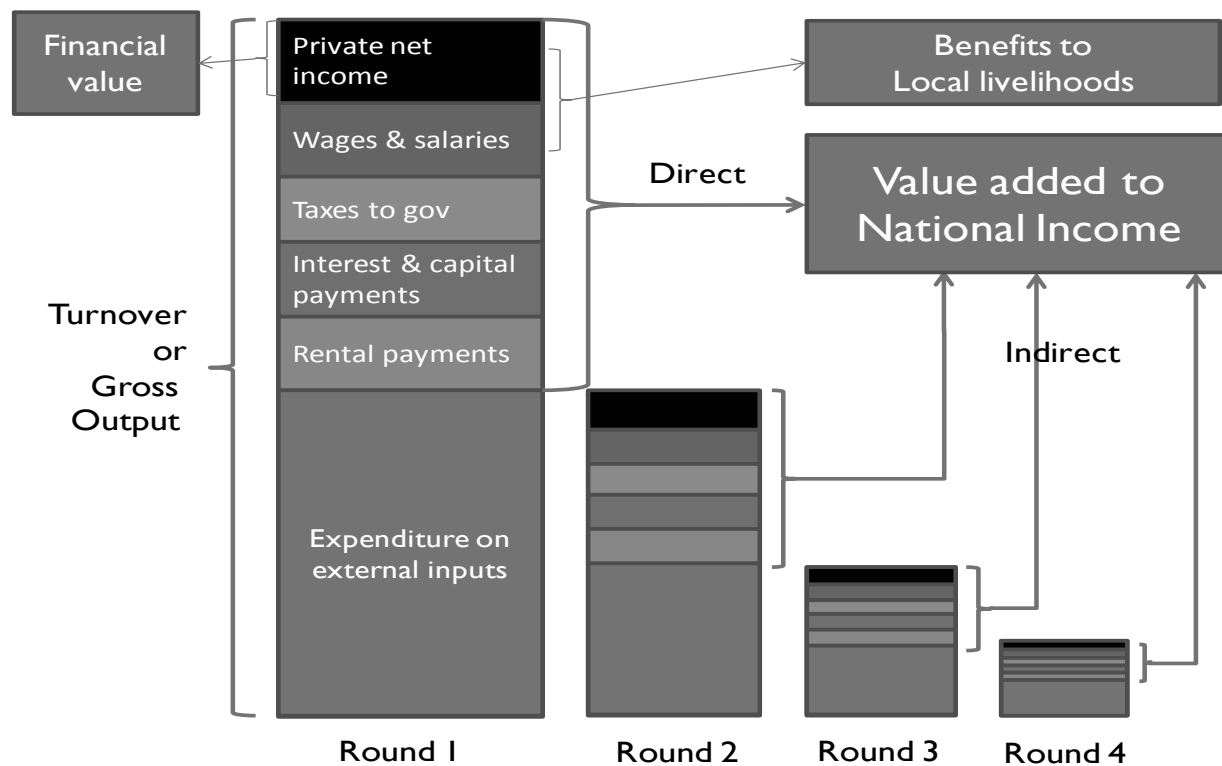 Financial
value
Private net
income
Benefits to
Local livelihoods
Wages & salaries
Direct
Value added to
National Income
Taxes to gov
Interest & capital
payments
Turnover
or
Gross
Output
Rental payments
Indirect
Expenditure on
external inputs
Round 1
Round 2
Round 3
Round 4